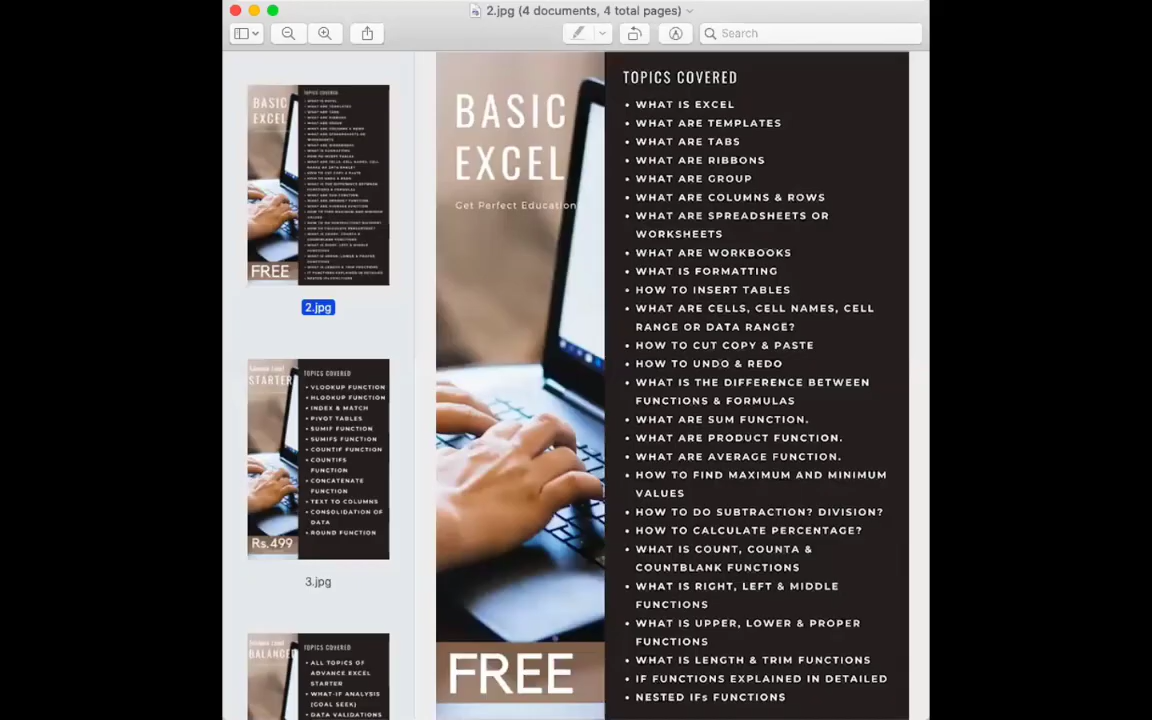 2.jpg (4 documents, 4 total pages)
Search
BASIC
EXCEL
Get Perfect Education
FREE
TOPICS COVERED
• WHAT IS EXCEL
• WHAT ARE TEMPLATES
• WHAT ARE TABS
• WHAT ARE RIBBONS
• WHAT ARE GROUP
• WHAT ARE COLUMNS & ROWS
• WHAT ARE SPREADSHEETS OR
WORKSHEETS
• WHAT ARE WORKBOOKS
• WHAT IS FORMATTING
• HOW TO INSERT TABLES
• WHAT ARE CELLS, CELL NAMES, CELL
RANGE OR DATA RANGE?
• HOW TO CUT COPY & PASTE
• HOW TO UNDO & REDO
• WHAT IS THE DIFFERENCE BETWEEN
FUNCTIONS & FORMULAS
• WHAT ARE SUM FUNCTION.
• WHAT ARE PRODUCT FUNCTION.
• WHAT ARE AVERAGE FUNCTION.
• HOW TO FIND MAXIMUM AND MINIMUM
VALUES
• HOW TO DO SUBTRACTION? DIVISION?
• HOW TO CALCULATE PERCENTAGE?
• WHAT IS COUNT, COUNTA &
COUNTBLANK FUNCTIONS
• WHAT IS RIGHT, LEFT & MIDDLE
FUNCTIONS
• WHAT IS UPPER, LOWER & PROPER
FUNCTIONS
• WHAT IS LENGTH & TRIM FUNCTIONS
• IF FUNCTIONS EXPLAINED IN DETAILED
• NESTED IFs FUNCTIONS
BASIC
EXCEL
FREE
TOPICS COVERED
2.jpg
STARTER
Rs.499
TOPICS COVERED
• VLOOKUP FUNCTION
• HLOOKUP FUNCTION
• INDEX & MATCH
• PIVOT TABLES
• SUMIF FUNCTION
• SUMIFS FUNCTION
• COUNTIF FUNCTION
• COUNTIFS
FUNCTION
• CONCATENATE
FUNCTION
• TEXT TO COLUMNS
• CONSOLIDATION OF
DATA
• ROUND FUNCTION
3.jpg
BALANCED
TOPICS COVERED
• ALL TOPICS OF
ADVANCE EXCEL
STARTER
• WHAT-IF ANALYSIS
(GOAL SEEK)
• DATA VALIDATIONS